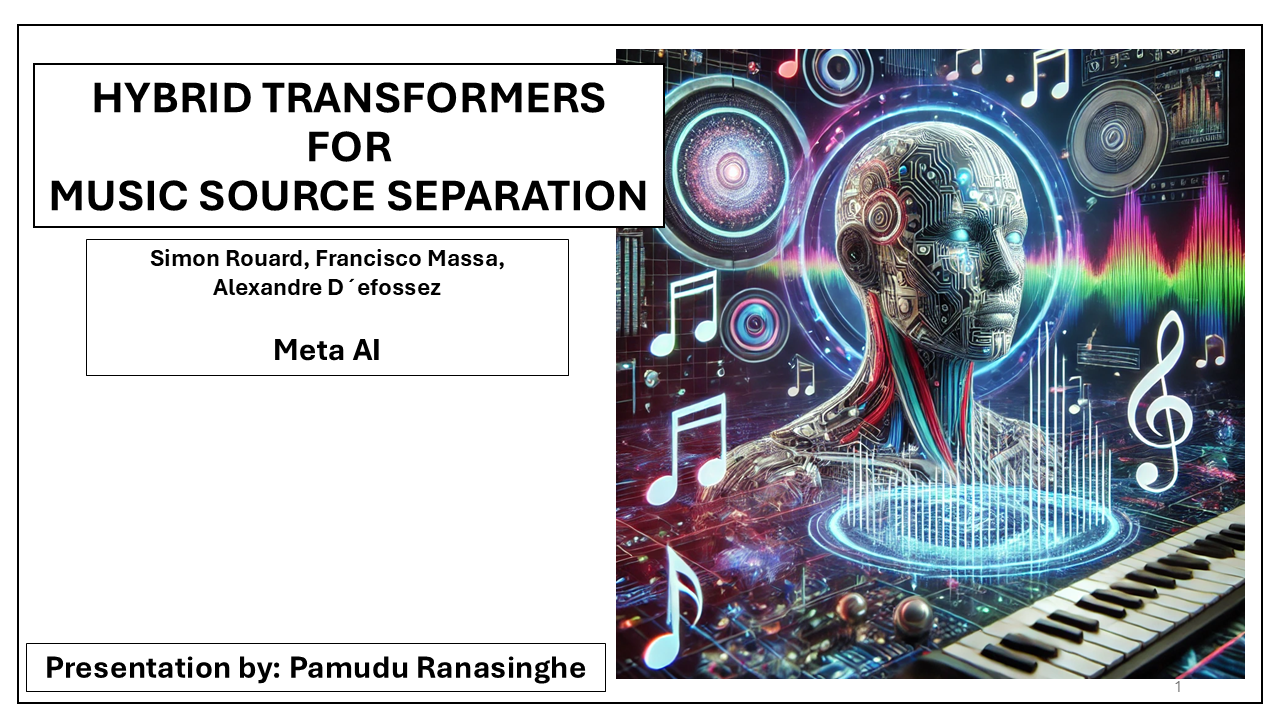 HYBRID TRANSFORMERS
FOR
MUSIC SOURCE SEPARATION
Simon Rouard, Francisco Massa,
Alexandre D ´efossez
Meta AI
Presentation by: Pamudu Ranasinghe
1